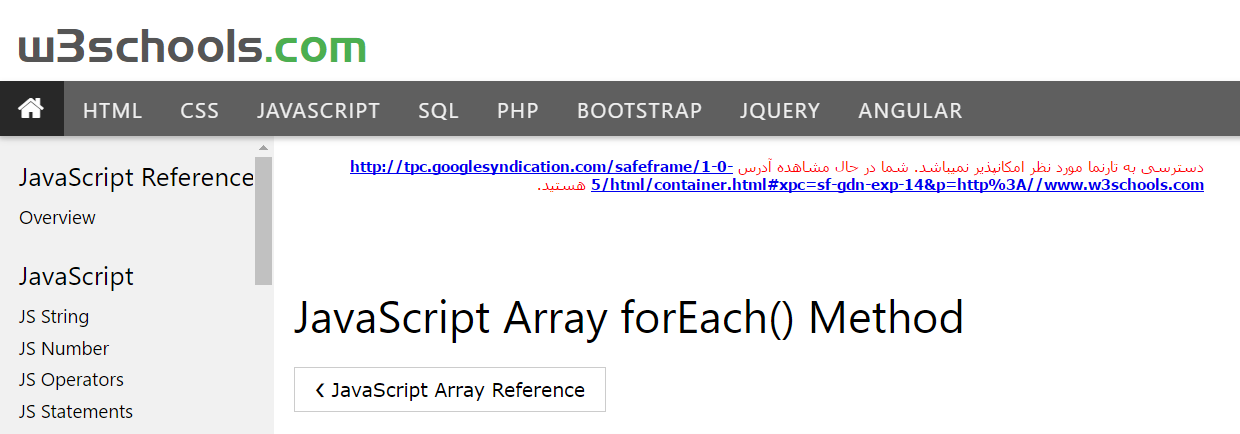 w3schools.com
HTML CSS JAVASCRIPT SQL PHP BOOTSTRAP JQUERY ANGULAR
JavaScript Reference
Overview
JavaScript
JS String
JS Number
JS Operators
JS Statements
دسترسی به تارنما مورد نظر امکانپذیر نمیباشد. شما در حال مشاهده آدرس http://tpc.googlesyndication.com/safeframe/1-0-
5/html/container.html#xpc=sf-gdn-exp-14&p=http%3A//www.w3schools.com هستید.
JavaScript Array forEach() Method
❮ JavaScript Array Reference